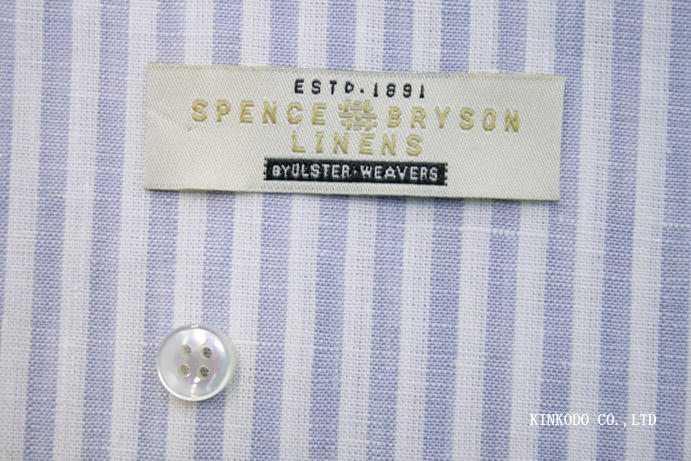 ESTD.1891
SPENCE BRYSON
LINENS
BY ULSTER·WEAVERS
KINKODO CO.,LTD